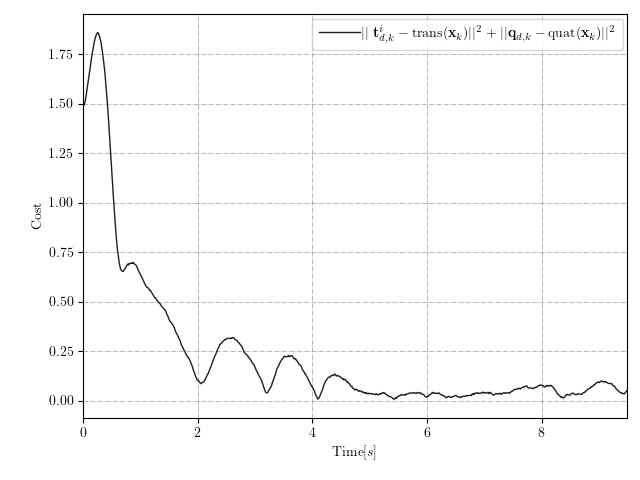 || t^i_{d,k} − trans(x_k)||² + ||q_{d,k} − quat(x_k)||²
1.75
1.50
1.25
1.00
0.75
0.50
0.25
0.00
Cost
0 2 4 6 8
Time[s]